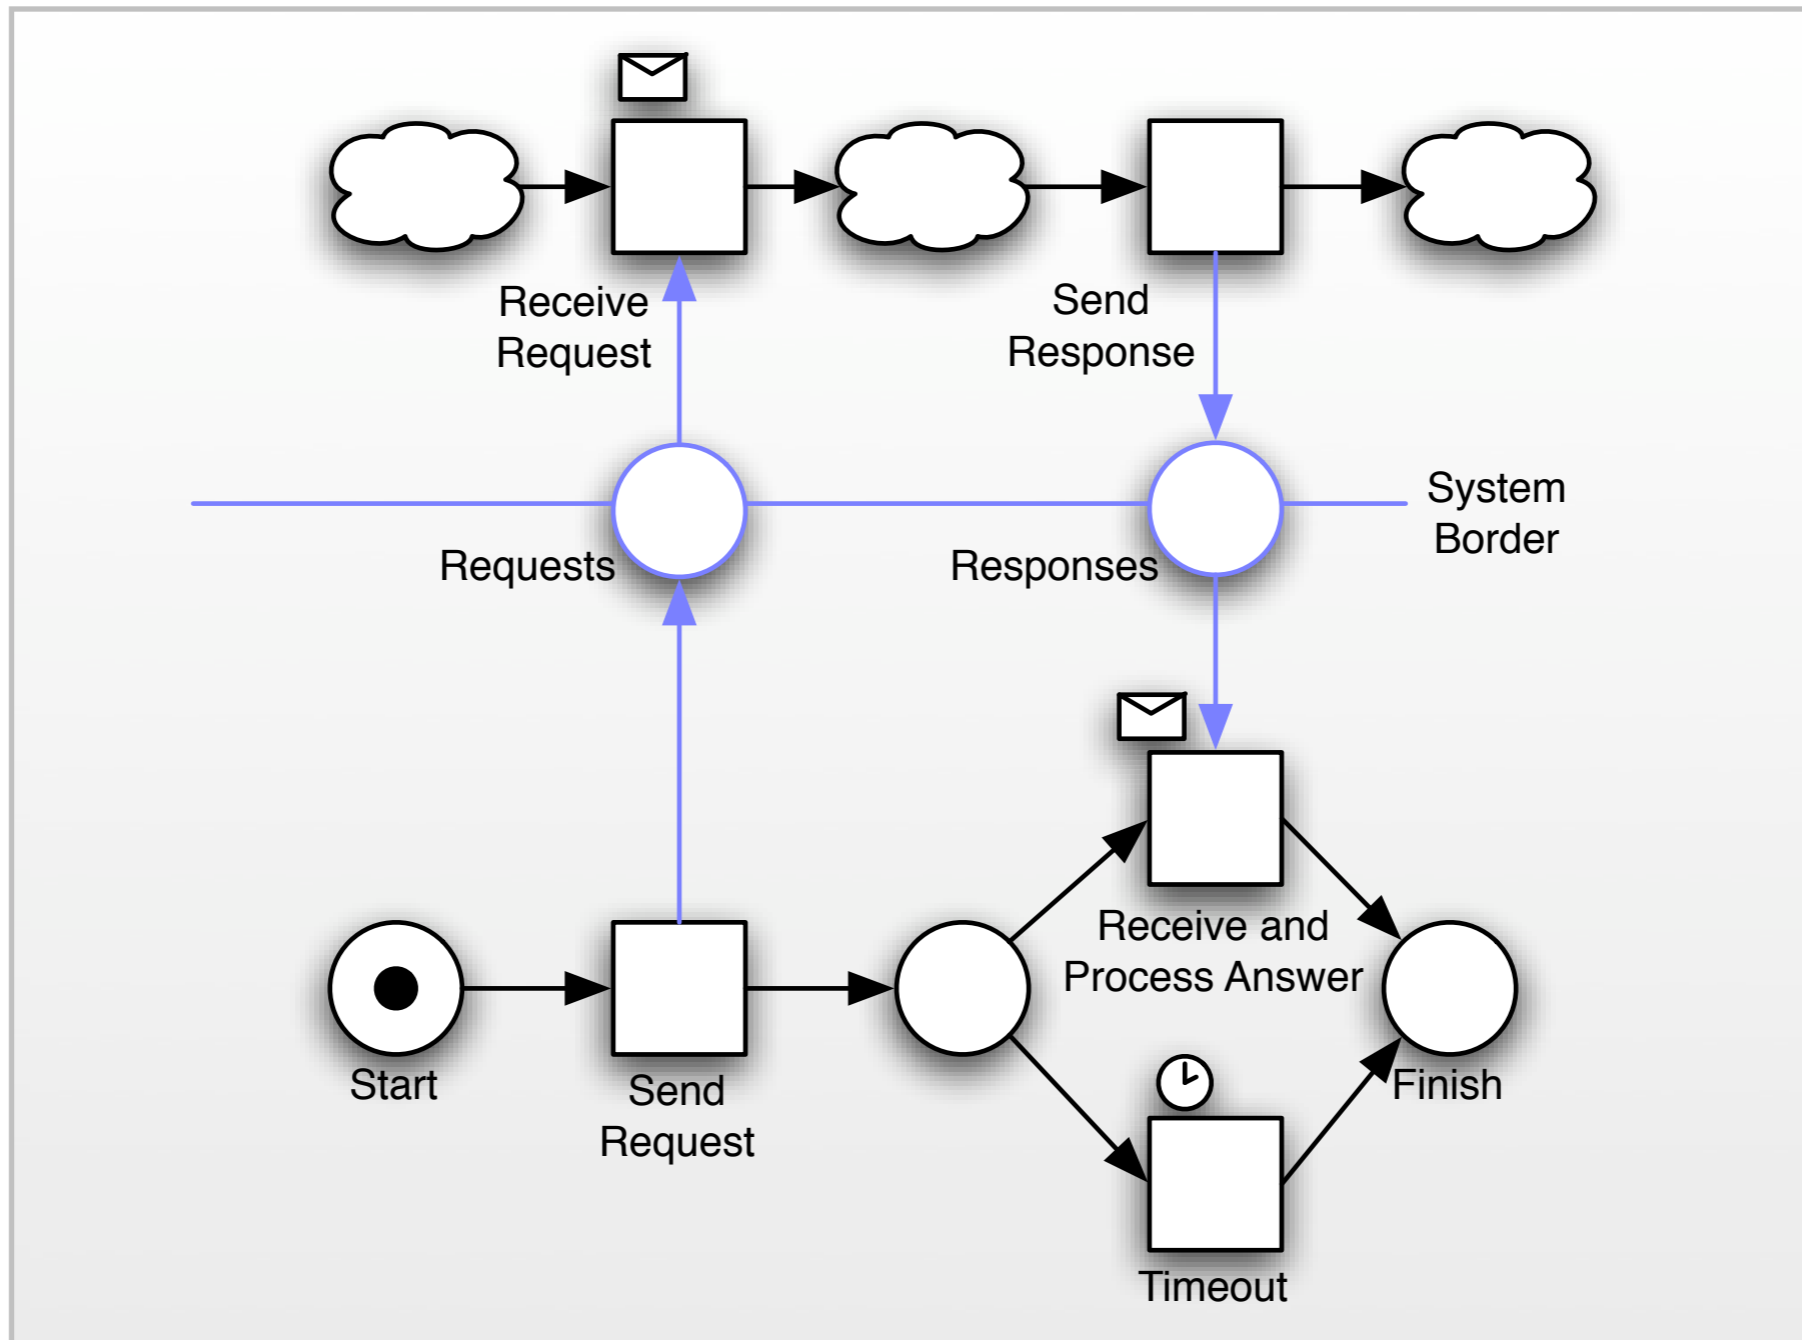 Receive
Request
Send
Response
System
Border
Requests
Responses
Receive and
Process Answer
Start
Send
Request
Finish
Timeout